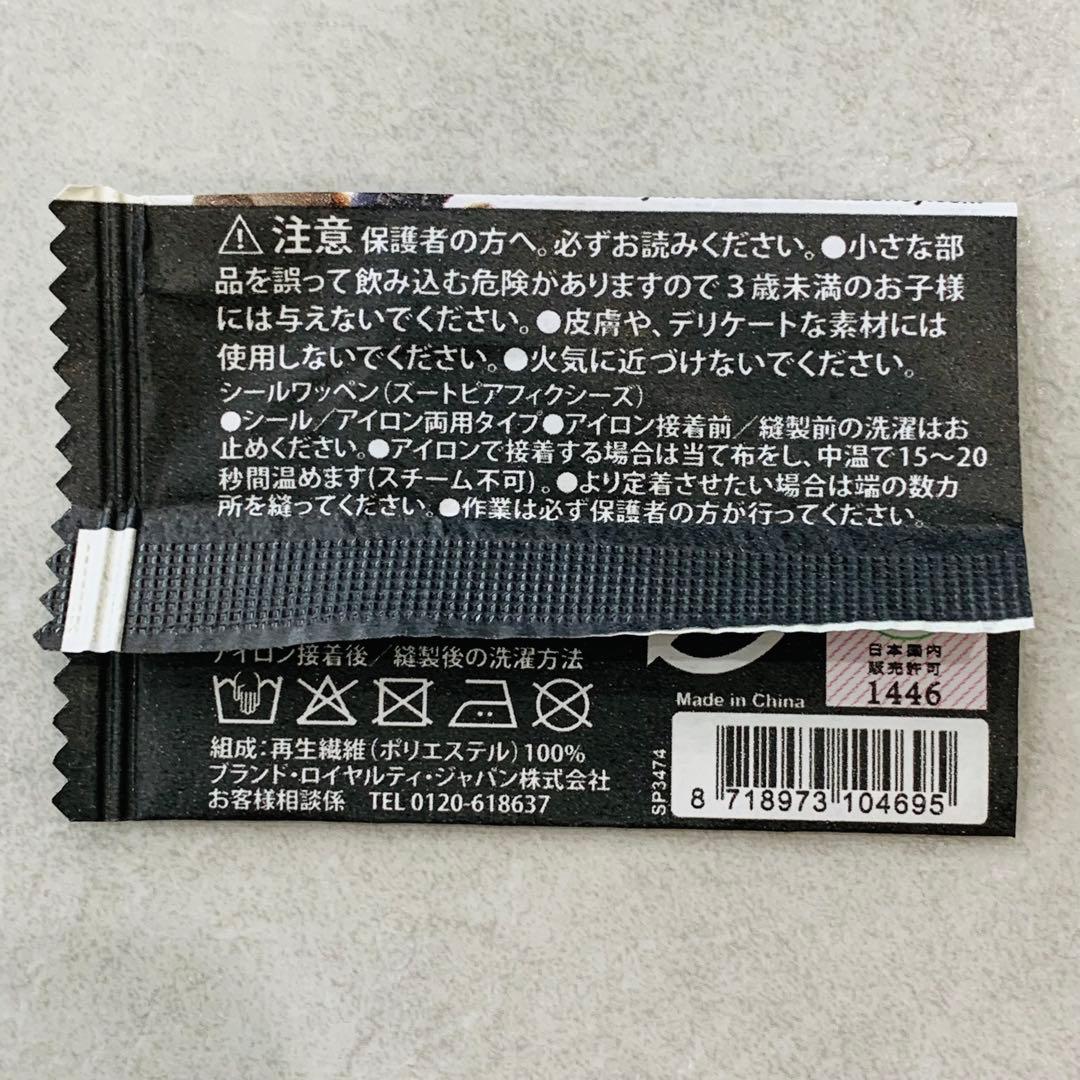 注意 保護者の方へ。必ずお読みください。●小さな部
品を誤って飲み込む危険がありますので3歳未満のお子様
には与えないでください。●皮膚や、デリケートな素材には
使用しないでください。●火気に近づけないでください。
シールワッペン(ズートピアフィクシーズ)
●シール/アイロン両用タイプ●アイロン接着前/縫製前の洗濯はお
止めください。●アイロンで接着する場合は当て布をし、中温で15～20
秒間温めます(スチーム不可)。●より定着させたい場合は端の数カ
所を縫ってください。●作業は必ず保護者の方が行ってください。
アイロン接着後/縫製後の洗濯方法
組成:再生繊維(ポリエステル)100%
ブランド・ロイヤルティ・ジャパン株式会社
お客様相談係 TEL 0120-618637
Made in China
日本国内
販売許可
1446
SP3474
8 718973 104695